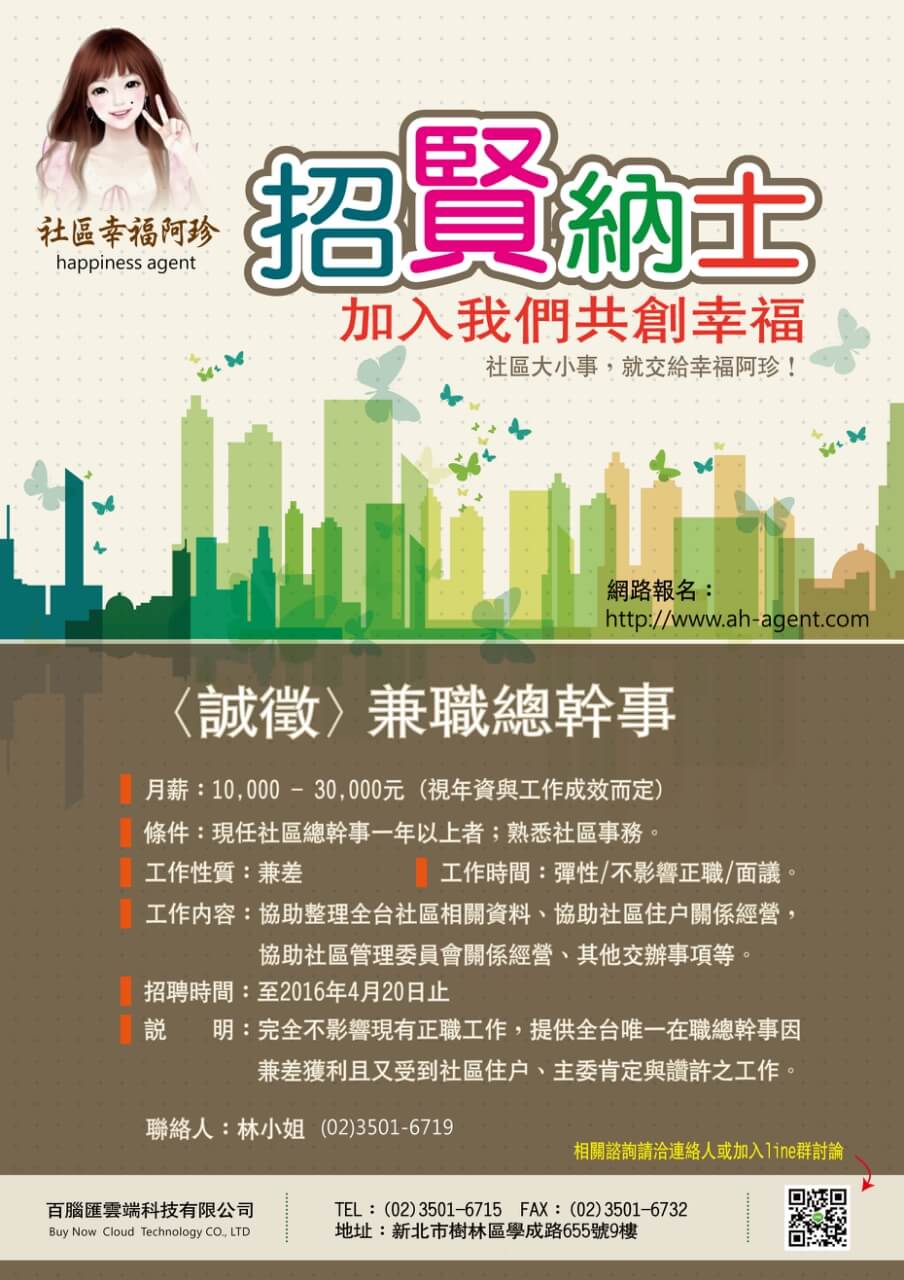 社區幸福阿珍
happiness agent
招賢納士
加入我們共創幸福
社區大小事，就交給幸福阿珍！
網路報名：
http://www.ah-agent.com
〈誠徵〉兼職總幹事
月薪：10,000 - 30,000元 (視年資與工作成效而定)
條件：現任社區總幹事一年以上者；熟悉社區事務。
工作性質：兼差 工作時間：彈性/不影響正職/面議。
工作內容：協助整理全台社區相關資料、協助社區住户關係經營，
協助社區管理委員會關係經營、其他交辦事項等。
招聘時間：至2016年4月20日止
説　　明：完全不影響現有正職工作，提供全台唯一在職總幹事因
兼差獲利且又受到社區住户、主委肯定與讚許之工作。
聯絡人：林小姐 (02)3501-6719
相關諮詢請洽連絡人或加入line群討論
百腦匯雲端科技有限公司
Buy Now Cloud Technology CO., LTD
TEL：(02)3501-6715 FAX：(02)3501-6732
地址：新北市樹林區學成路655號9樓